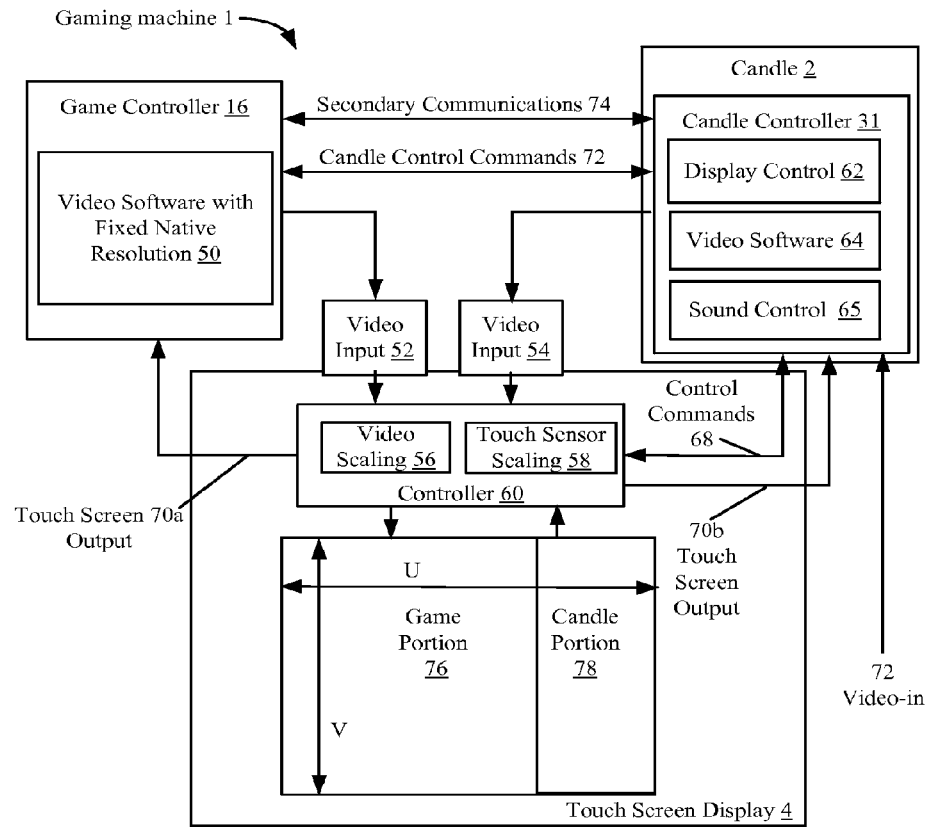 Gaming machine 1
Candle 2
Game Controller 16
Secondary Communications 74
Candle Controller 31
Candle Control Commands 72
Display Control 62
Video Software with
Fixed Native
Resolution 50
Video Software 64
Sound Control 65
Video
Input 52
Video
Input 54
Control
Commands
68
Video
Scaling 56
Touch Sensor
Scaling 58
Controller 60
Touch Screen 70a
Output
70b
Touch
Screen
Output
U
Game
Portion
76
Candle
Portion
78
72
Video-in
V
Touch Screen Display 4